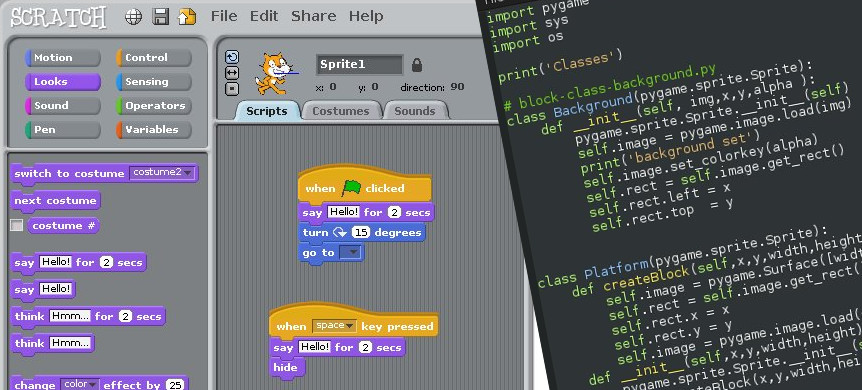 SCRATCH File Edit Share Help
Motion Control
Looks Sensing
Sound Operators
Pen Variables
switch to costume costume2
next costume
costume #
say Hello! for 2 secs
say Hello!
think Hmm... for 2 secs
think Hmm...
change color effect by 25
Sprite1
x: 0 y: 0 direction: 90
Scripts Costumes Sounds
when clicked
say Hello! for 2 secs
turn 15 degrees
go to
when space key pressed
say Hello! for 2 secs
hide
import pygame
import sys
import os
print('Classes')
# block-class-background.py
class Background(pygame.sprite.Sprite):
def __init__(self, img,x,y,alpha ):
pygame.sprite.Sprite.__init__(self)
self.image = pygame.image.load(img)
print('background set')
self.image.set_colorkey(alpha)
self.rect = self.image.get_rect()
self.rect.left = x
self.rect.top = y
class Platform(pygame.sprite.Sprite):
def createBlock(self,x,y,width,height
self.image = pygame.Surface([width
self.rect = self.image.get_rect(
self.rect.x = x
self.rect.y = y
self.image = pygame.image.load(
def __init__(self,x,y,width,height
pygame.sprite.Sprite.__init__(s